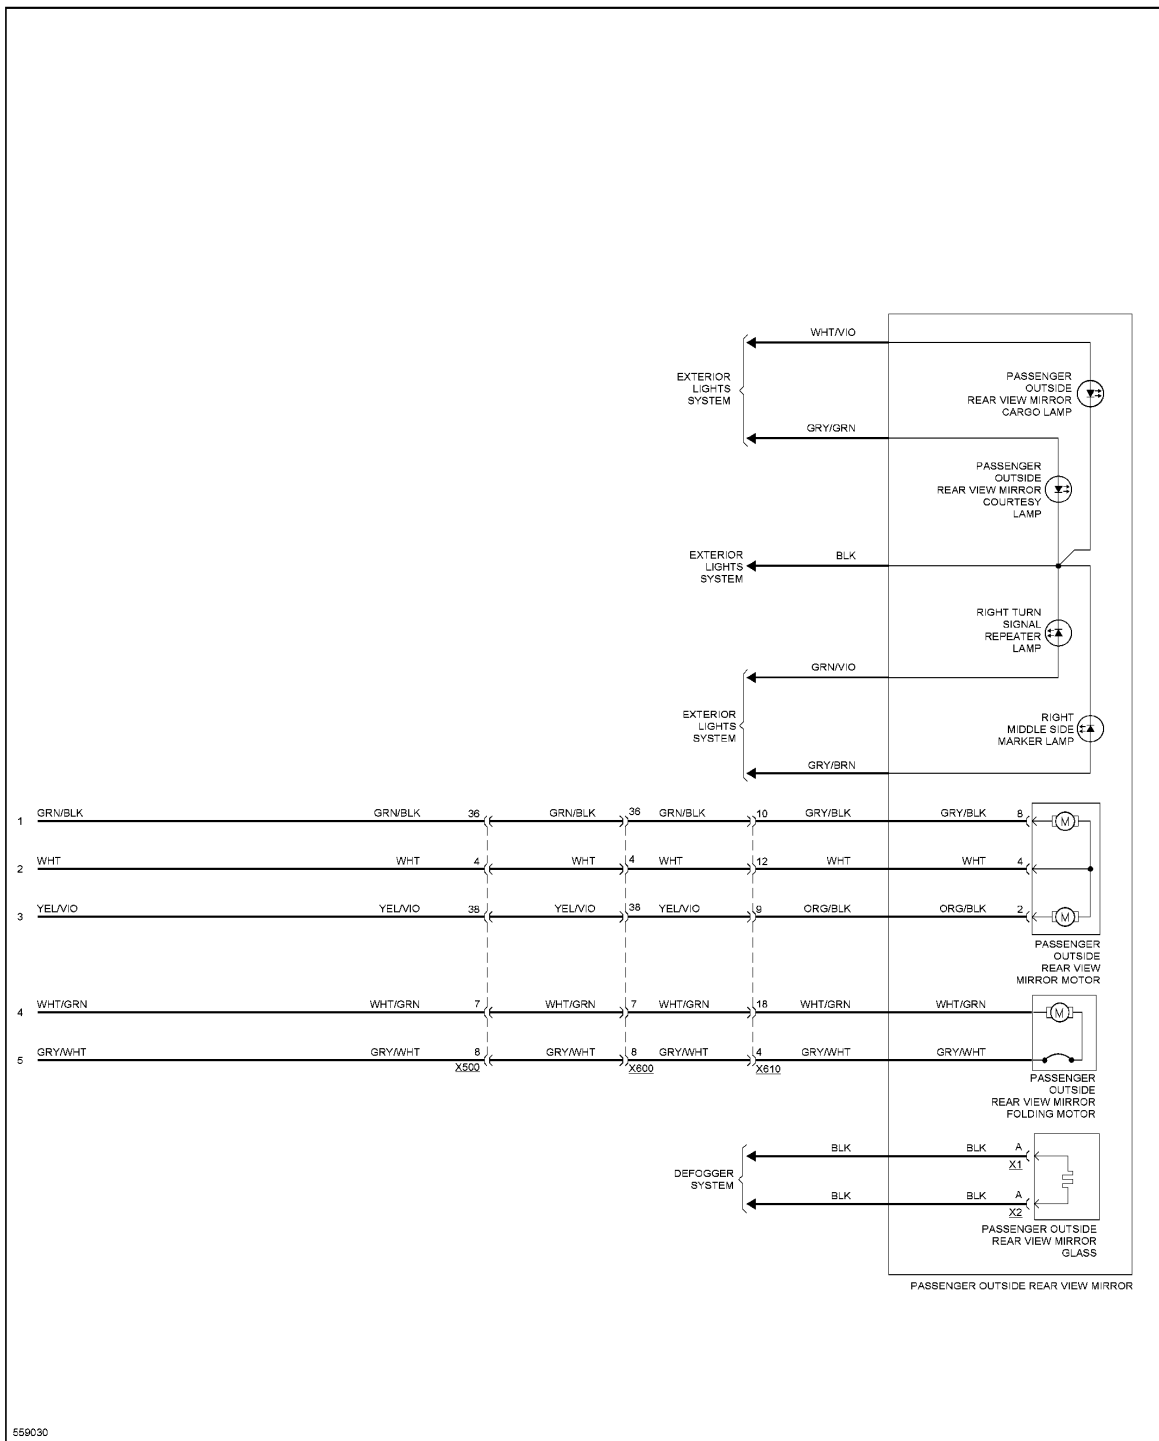 WHT/VIO
EXTERIOR
LIGHTS
SYSTEM
PASSENGER
OUTSIDE
REAR VIEW MIRROR
CARGO LAMP
GRY/GRN
PASSENGER
OUTSIDE
REAR VIEW MIRROR
COURTESY
LAMP
EXTERIOR
LIGHTS
SYSTEM
BLK
RIGHT TURN
SIGNAL
REPEATER
LAMP
GRN/VIO
EXTERIOR
LIGHTS
SYSTEM
RIGHT
MIDDLE SIDE
MARKER LAMP
GRY/BRN
1 GRN/BLK GRN/BLK 36 GRN/BLK 36 GRN/BLK 10 GRY/BLK GRY/BLK 8 M
2 WHT WHT 4 WHT 4 WHT 12 WHT WHT 4
3 YEL/VIO YEL/VIO 38 YEL/VIO 38 YEL/VIO 9 ORG/BLK ORG/BLK 2 M
PASSENGER
OUTSIDE
REAR VIEW
MIRROR MOTOR
4 WHT/GRN WHT/GRN 7 WHT/GRN 7 WHT/GRN 18 WHT/GRN WHT/GRN M
5 GRY/WHT GRY/WHT 8 GRY/WHT 8 GRY/WHT 4 GRY/WHT GRY/WHT
X500 X600 X610
PASSENGER
OUTSIDE
REAR VIEW MIRROR
FOLDING MOTOR
DEFOGGER
SYSTEM
BLK BLK A
X1
BLK BLK A
X2
PASSENGER OUTSIDE
REAR VIEW MIRROR
GLASS
PASSENGER OUTSIDE REAR VIEW MIRROR
559030